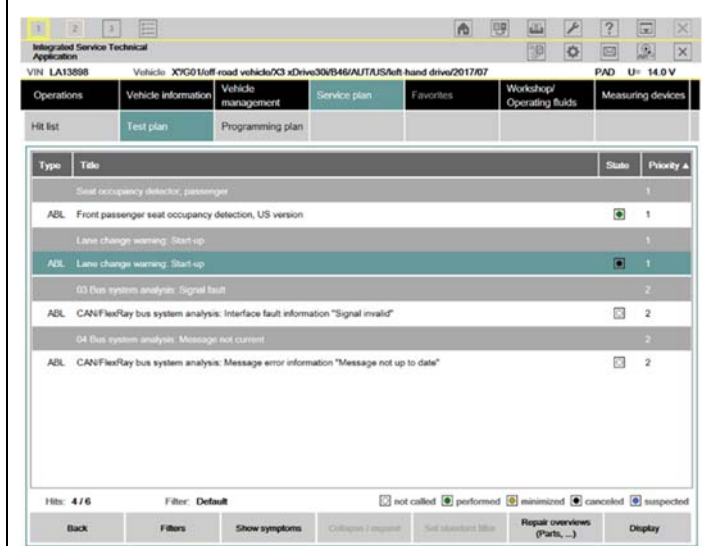 1 2 3
Integrated Service Technical
Application
VIN LA13898 Vehicle X'/G01/off-road vehicle/X3 xDrive30i/B46/AUT/US/left-hand drive/2017/07 PAD U= 14.0 V
Operations Vehicle information Vehicle management Service plan Favorites Workshop/ Operating fluids Measuring devices
Hit list Test plan Programming plan
Type Title State Priority ▲
Seat occupancy detector, passenger 1
ABL Front passenger seat occupancy detection, US version 1
Lane change warning: Start-up 1
ABL Lane change warning: Start-up 1
03 Bus system analysis: Signal fault 2
ABL CAN/FlexRay bus system analysis: Interface fault information "Signal invalid" 2
04 Bus system analysis: Message not current 2
ABL CAN/FlexRay bus system analysis: Message error information "Message not up to date" 2
Hits: 4 / 6 Filter: Default not called performed minimized canceled suspected
Back Filters Show symptoms Collapse / expand Set standard filter Repair overviews (Parts, ...) Display